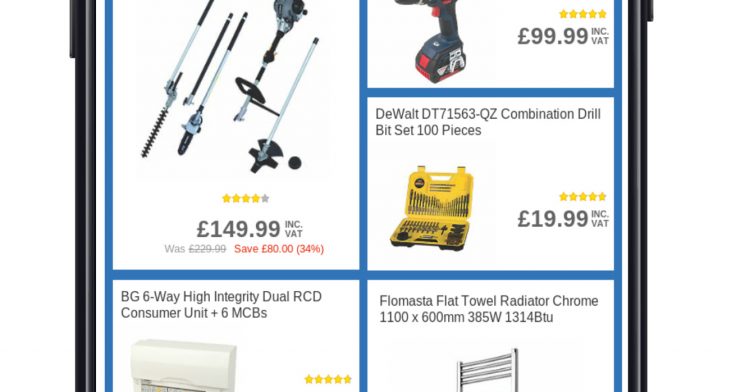 £149.99 INC. VAT
Was £229.99 Save £80.00 (34%)
£99.99 INC. VAT
DeWalt DT71563-QZ Combination Drill
Bit Set 100 Pieces
£19.99 INC. VAT
BG 6-Way High Integrity Dual RCD
Consumer Unit + 6 MCBs
Flomasta Flat Towel Radiator Chrome
1100 x 600mm 385W 1314Btu